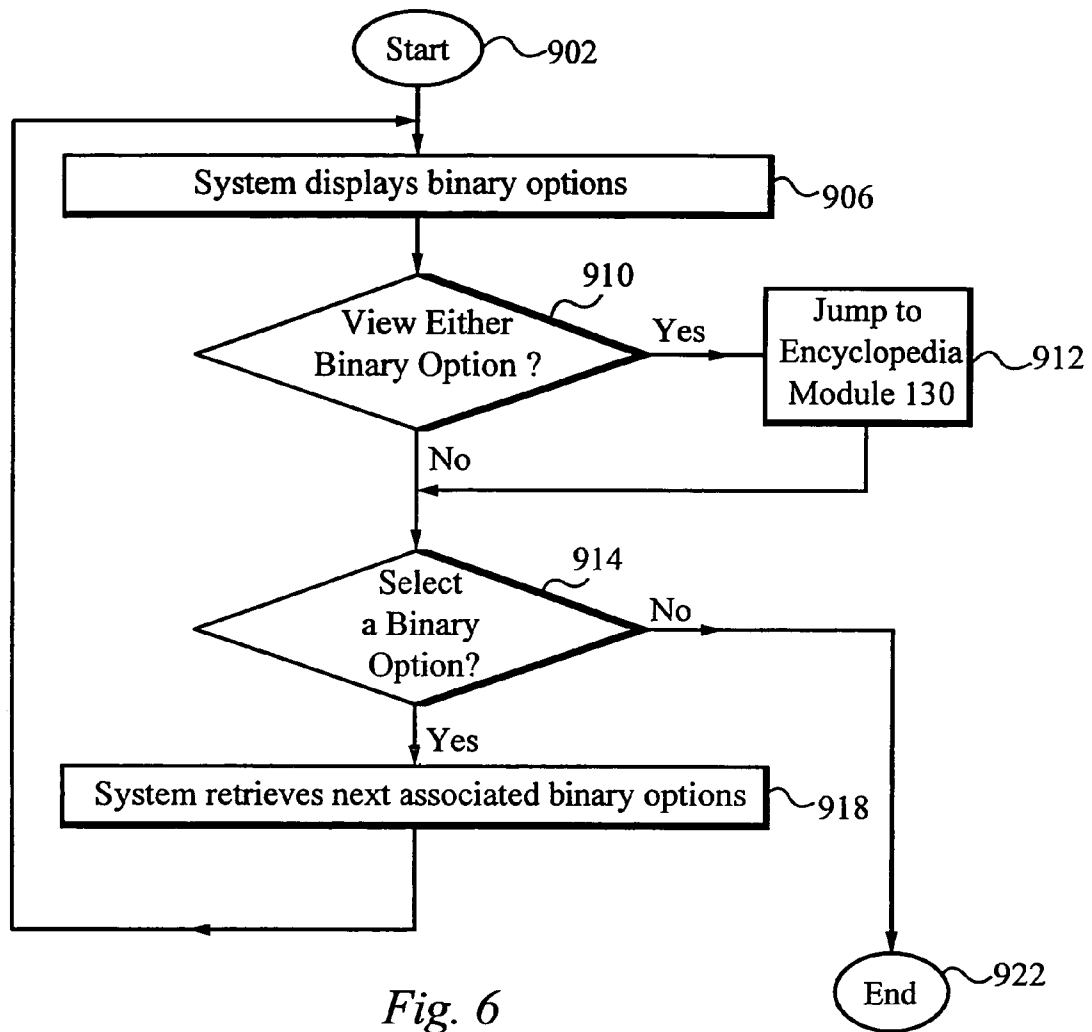 Start
902
System displays binary options
906
910
View Either
Binary Option ?
Yes
Jump to
Encyclopedia
Module 130
912
No
914
Select
a Binary
Option?
No
Yes
System retrieves next associated binary options
918
End
922
Fig. 6